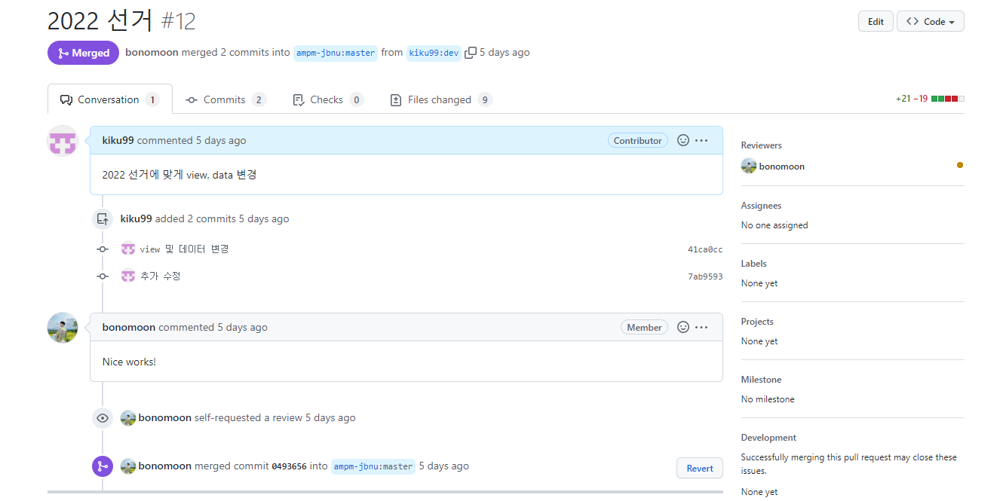 2022 선거 #12
Edit
Code
Merged
bonomoon merged 2 commits into ampm-jbnu:master from kiku99:dev 5 days ago
Conversation 1
Commits 2
Checks 0
Files changed 9
+21 −19
kiku99 commented 5 days ago
Contributor
2022 선거에 맞게 view, data 변경
kiku99 added 2 commits 5 days ago
view 및 데이터 변경
41ca0cc
추가 수정
7ab9593
bonomoon commented 5 days ago
Member
Nice works!
bonomoon self-requested a review 5 days ago
bonomoon merged commit 0493656 into ampm-jbnu:master 5 days ago
Revert
Reviewers
bonomoon
Assignees
No one assigned
Labels
None yet
Projects
None yet
Milestone
No milestone
Development
Successfully merging this pull request may close these
issues.
None yet